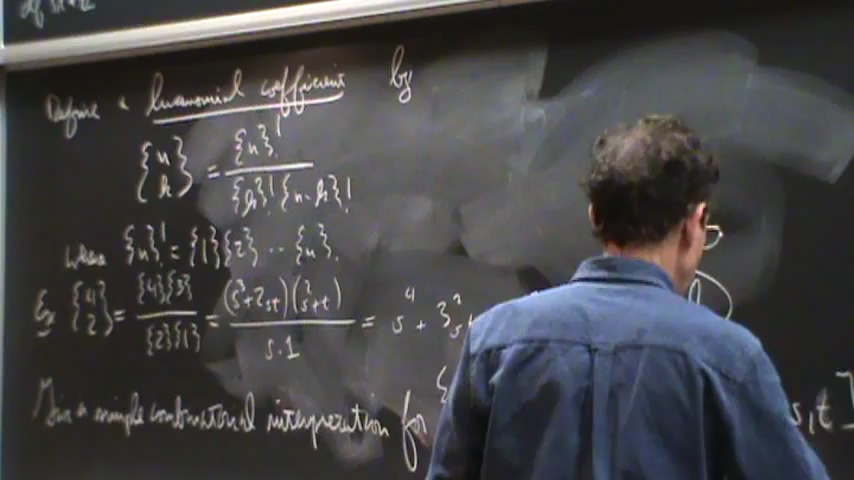 Define a lucanomial coefficient by
{n k} = {n}! / {k}! {n-k}!
where {n}! = {1}{2} ... {n}.
Ex {4 2} = {4}{3} / {2}{1} = (s³+2st)(s²+t) / s·1 = s⁴ + 3s²
Give a simple combinatorial interpretation for {
s,t]